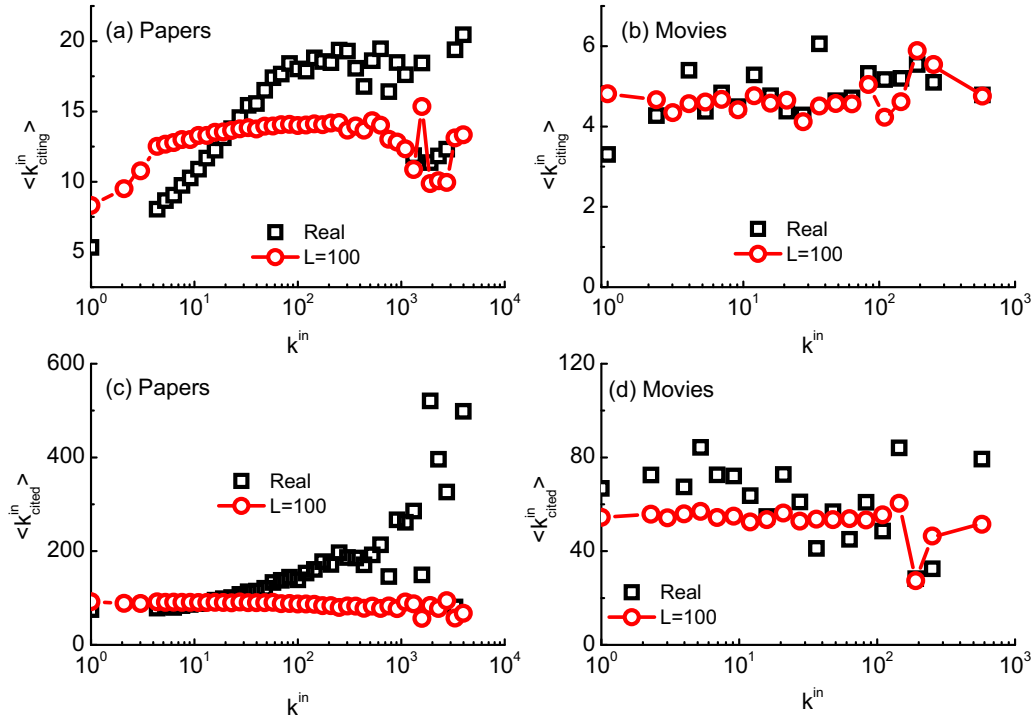 (a) Papers
20
15
10
5
<k^in_citing>
Real
L=100
10^0 10^1 10^2 10^3 10^4
k^in
(b) Movies
6
4
2
0
<k^in_citing>
Real
L=100
10^0 10^1 10^2 10^3
k^in
(c) Papers
600
400
200
0
<k^in_cited>
Real
L=100
10^0 10^1 10^2 10^3 10^4
k^in
(d) Movies
120
80
40
0
<k^in_cited>
Real
L=100
10^0 10^1 10^2 10^3
k^in